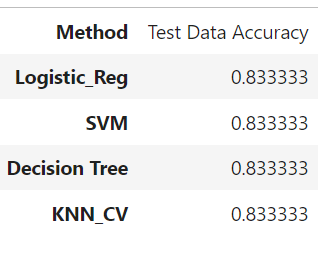 Method Test Data Accuracy
Logistic_Reg 0.833333
SVM 0.833333
Decision Tree 0.833333
KNN_CV 0.833333